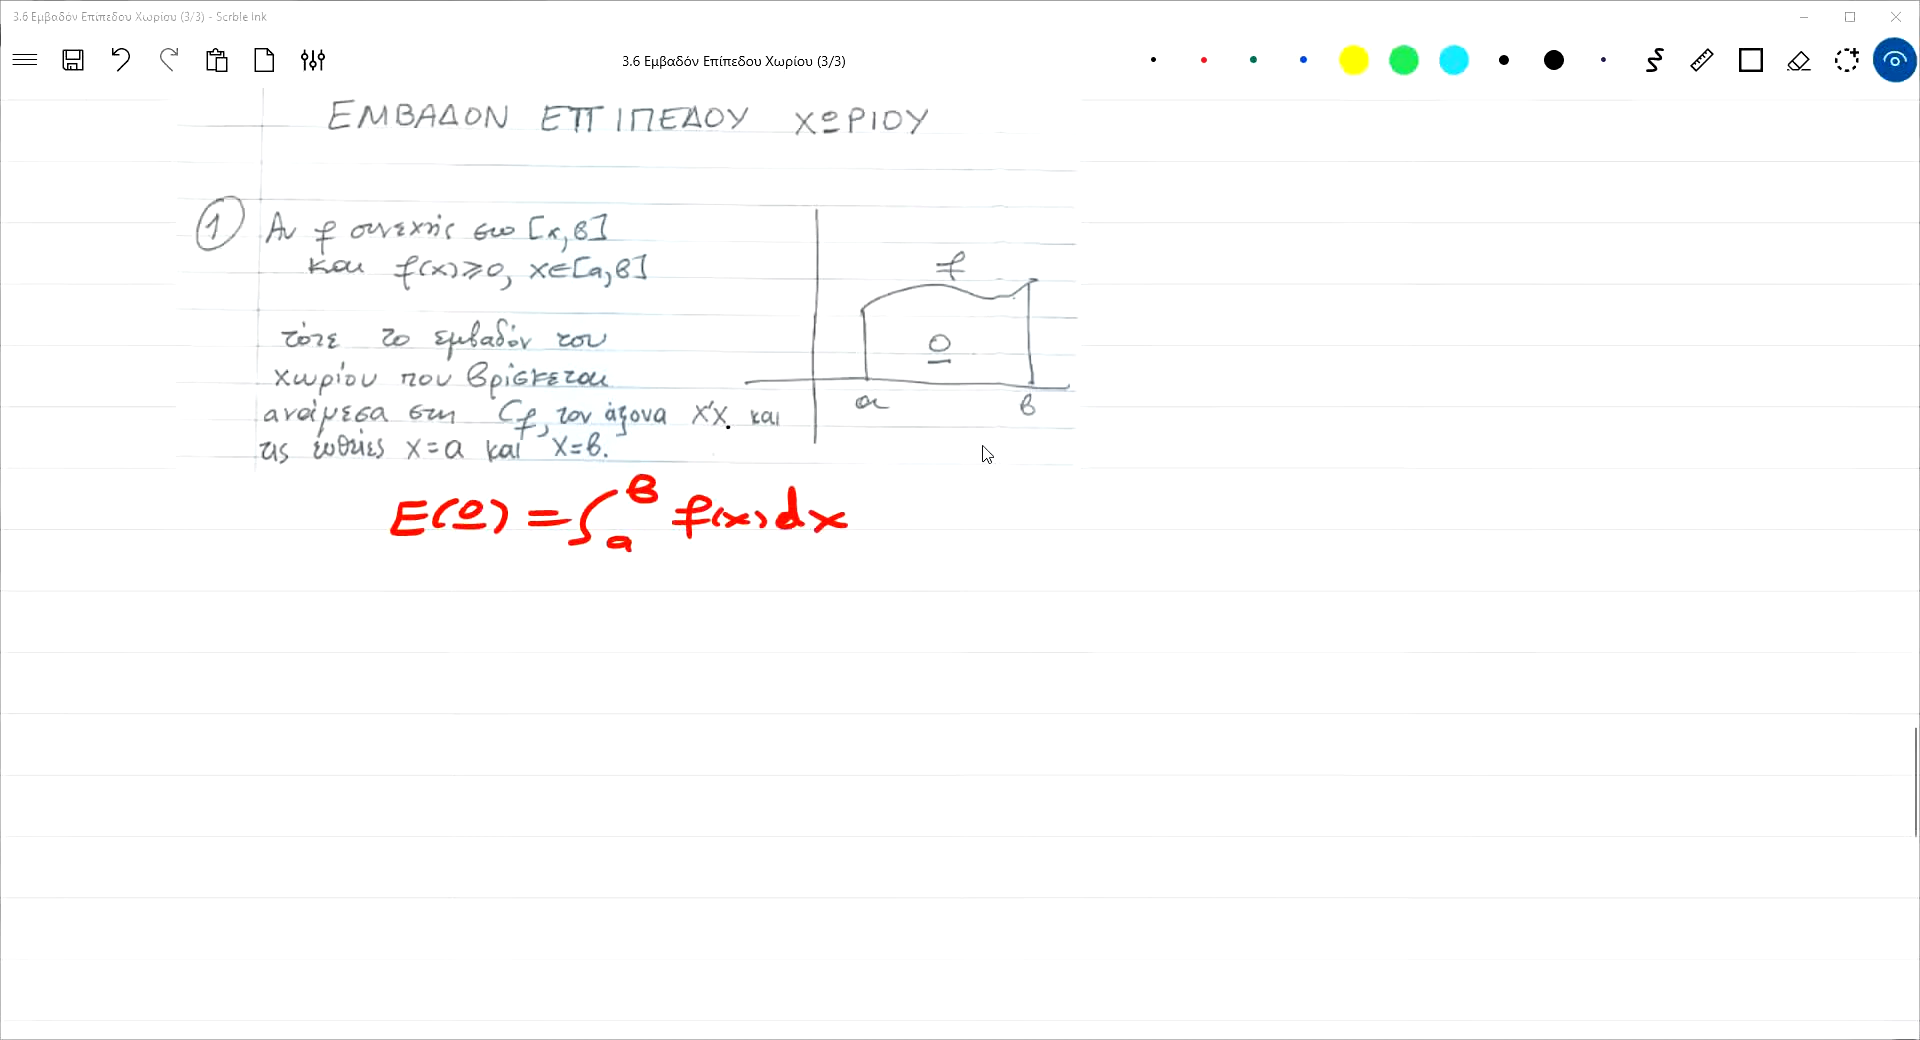 3.6 Εμβαδόν Επίπεδου Χωρίου (3/3) - Scrble Ink
3.6 Εμβαδόν Επίπεδου Χωρίου (3/3)
ΕΜΒΑΔΟΝ ΕΠΙΠΕΔΟΥ ΧΩΡΙΟΥ
1 Αν f συνεχής στο [α,β]
και f(x)≥0, x∈[α,β]
f
τότε το εμβαδόν του
Ω
χωρίου που βρίσκεται
ανάμεσα στη Cf, τον άξονα x'x και
α β
τις ευθείες x=α και x=β.
E(Ω) = ∫_α^β f(x)dx